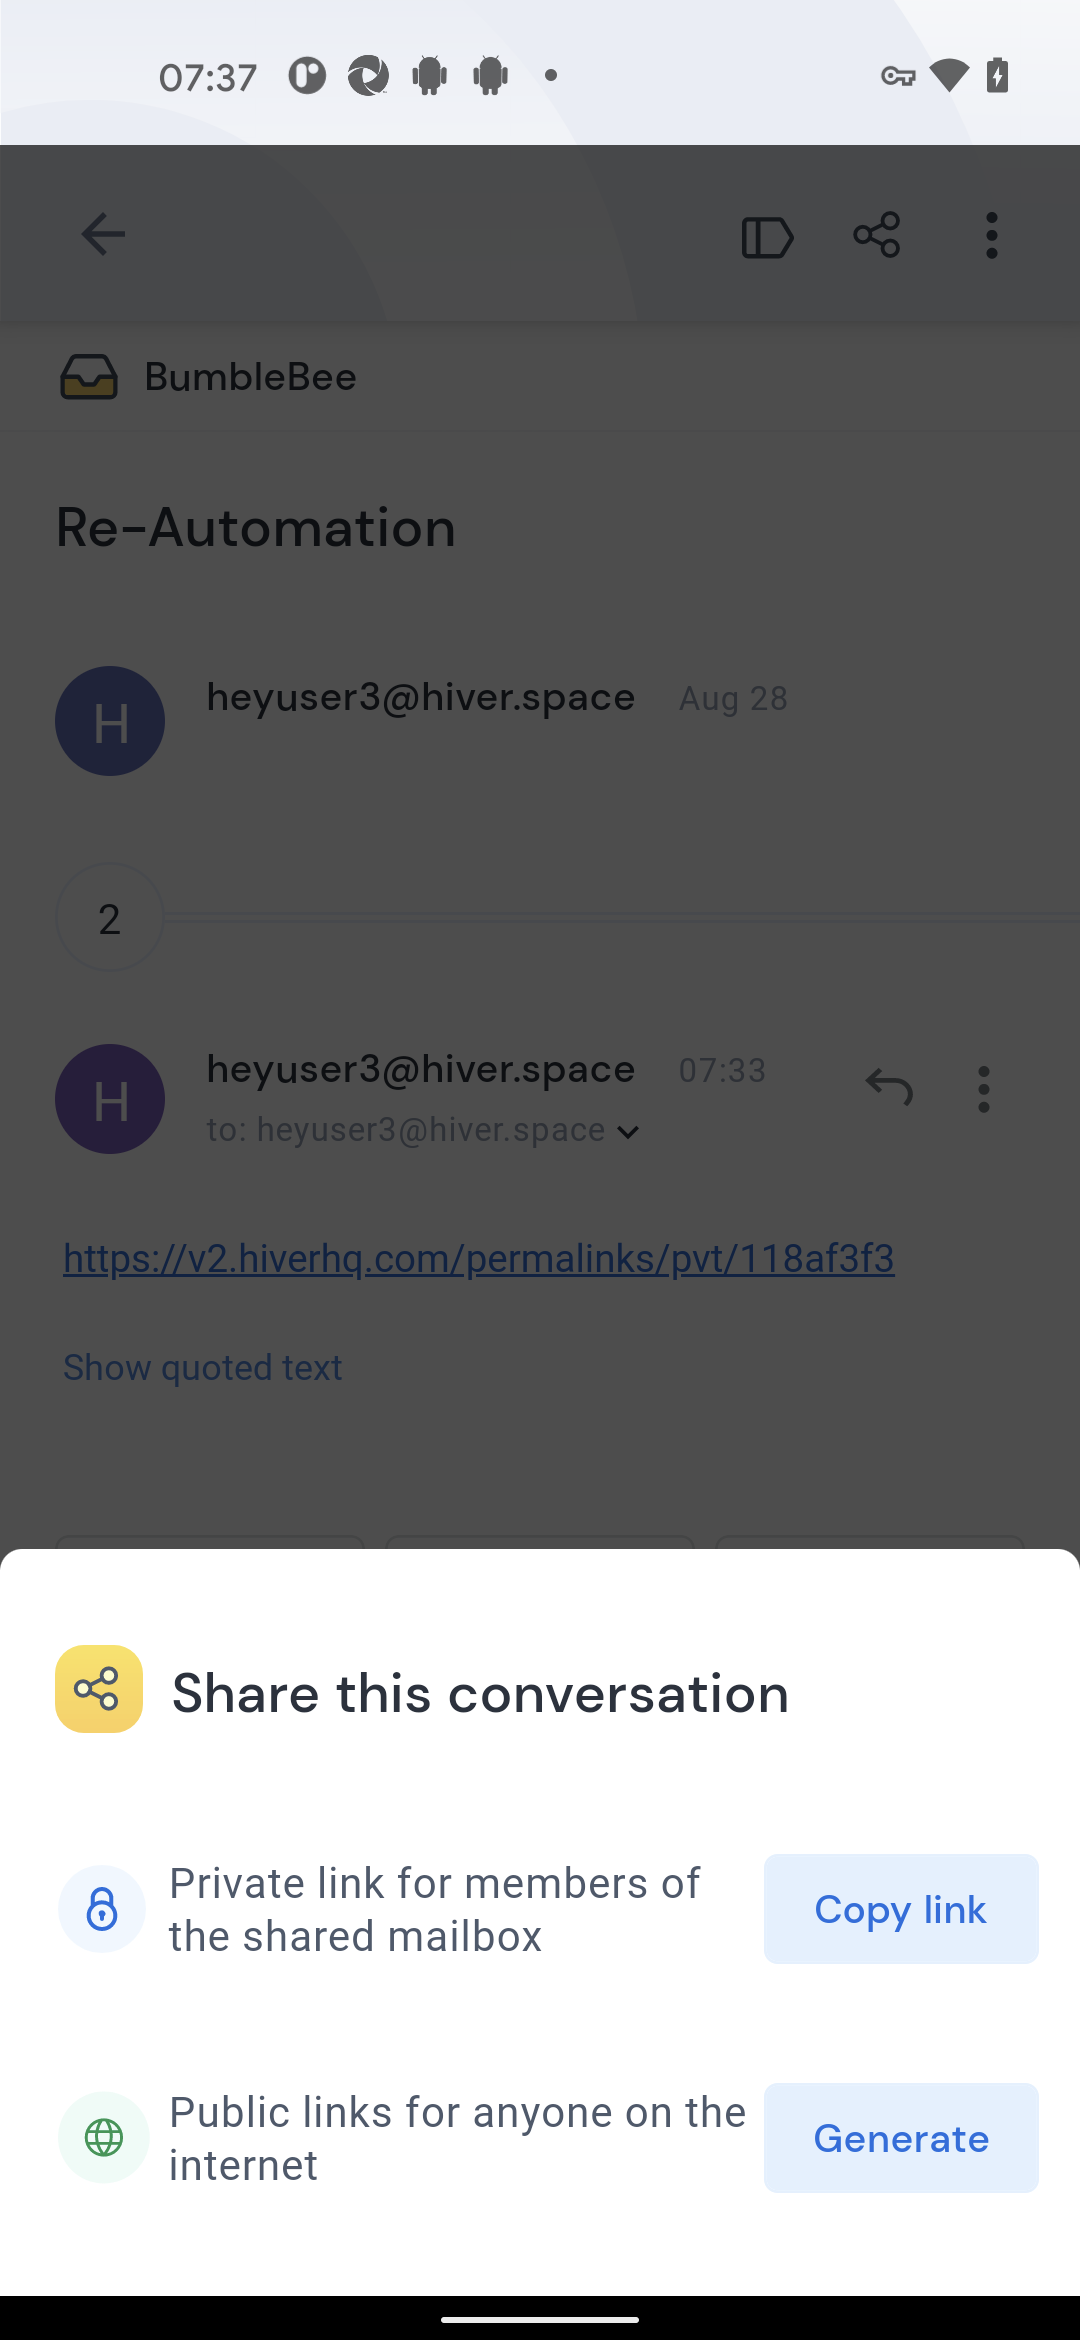 07:37
BumbleBee
Re-Automation
H
heyuser3@hiver.space Aug 28
2
H
heyuser3@hiver.space 07:33
to: heyuser3@hiver.space
https://v2.hiverhq.com/permalinks/pvt/118af3f3
Show quoted text
Share this conversation
Private link for members of
the shared mailbox
Copy link
Public links for anyone on the
internet
Generate